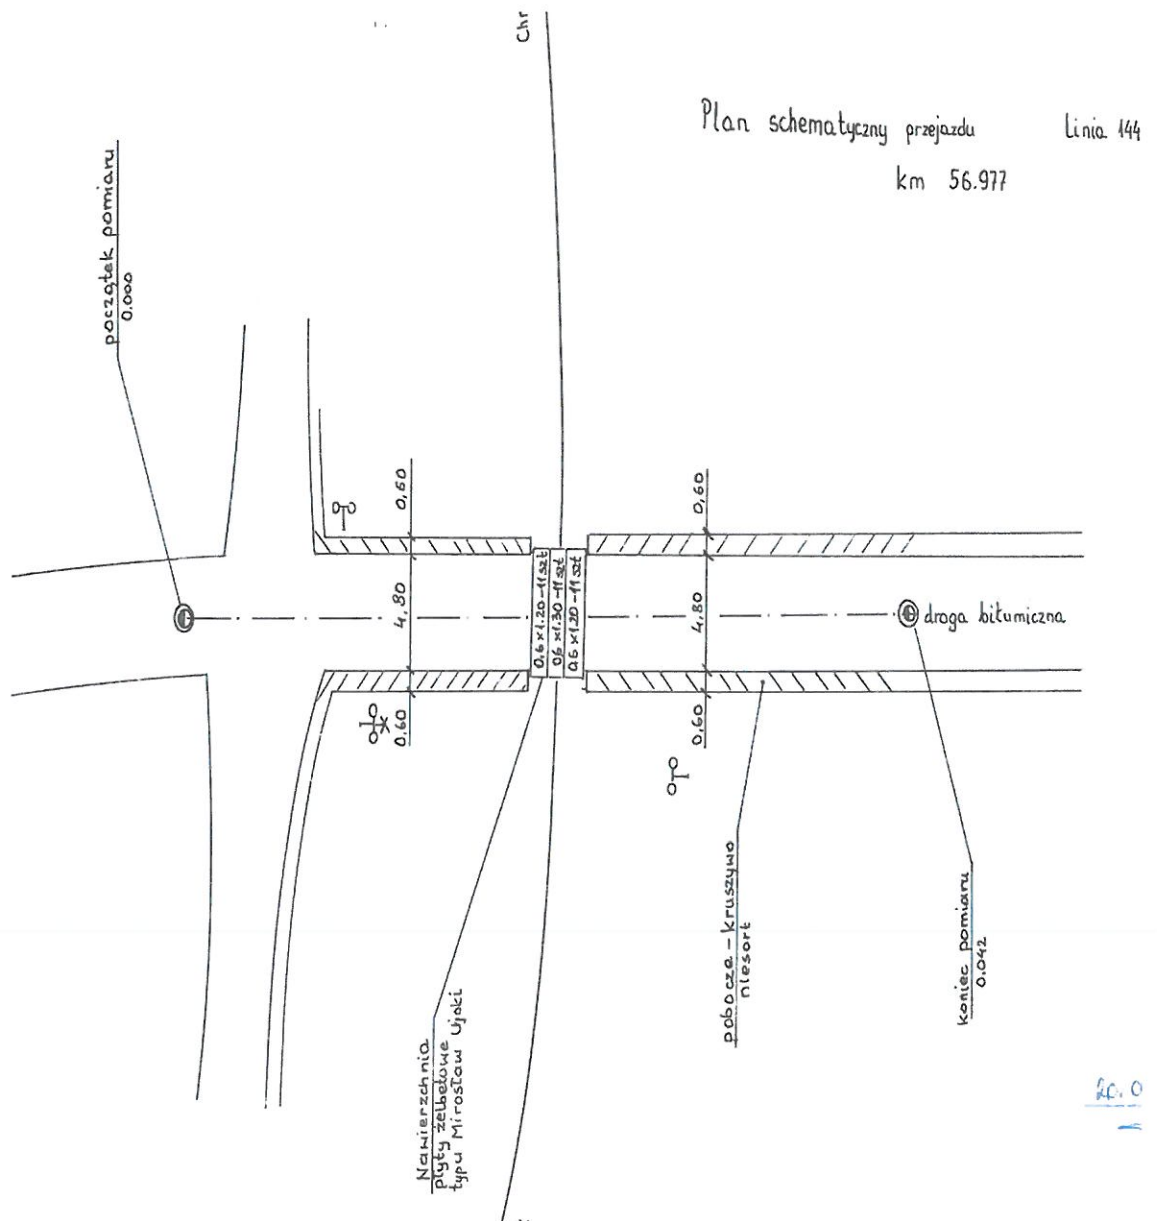 Chr
Plan schematyczny przejazdu Linia 144
km 56.977
początek pomiaru
0.000
0,60
4,80
0,60
0,6 x 1.20 - 11 szt
0,6 x 1.30 - 11 szt
0,6 x 1.20 - 11 szt
0,60
4,80
0,60
droga bitumiczna
Nawierzchnia
płyty żelbetowe
typu Mirosław Ujski
pobocze - kruszywo
niesort
koniec pomiaru
0.042